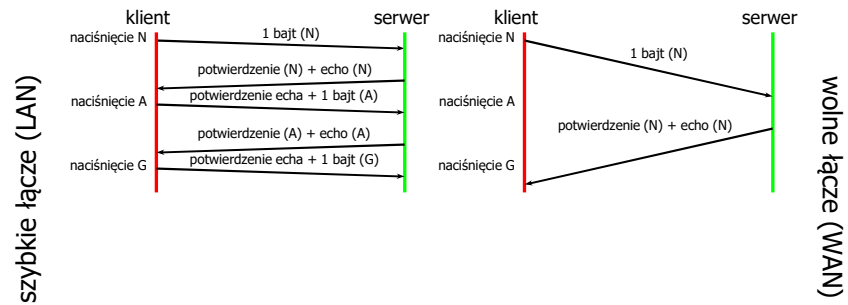 szybkie łącze (LAN)
klient
serwer
naciśnięcie N
1 bajt (N)
potwierdzenie (N) + echo (N)
naciśnięcie A
potwierdzenie echa + 1 bajt (A)
potwierdzenie (A) + echo (A)
naciśnięcie G
potwierdzenie echa + 1 bajt (G)
klient
serwer
naciśnięcie N
1 bajt (N)
naciśnięcie A
potwierdzenie (N) + echo (N)
naciśnięcie G
wolne łącze (WAN)